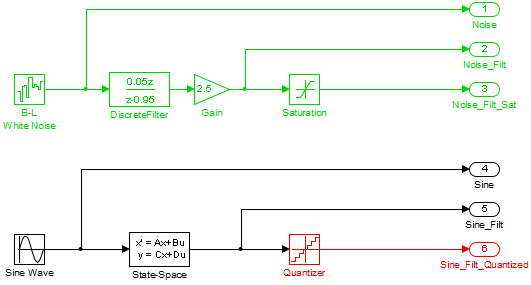 1
Noise
2
Noise_Filt
B-L
White Noise
0.05z
z-0.95
DiscreteFilter
2.5
Gain
Saturation
3
Noise_Filt_Sat
4
Sine
5
Sine_Filt
Sine Wave
x' = Ax+Bu
y = Cx+Du
State-Space
Quantizer
6
Sine_Filt_Quantized